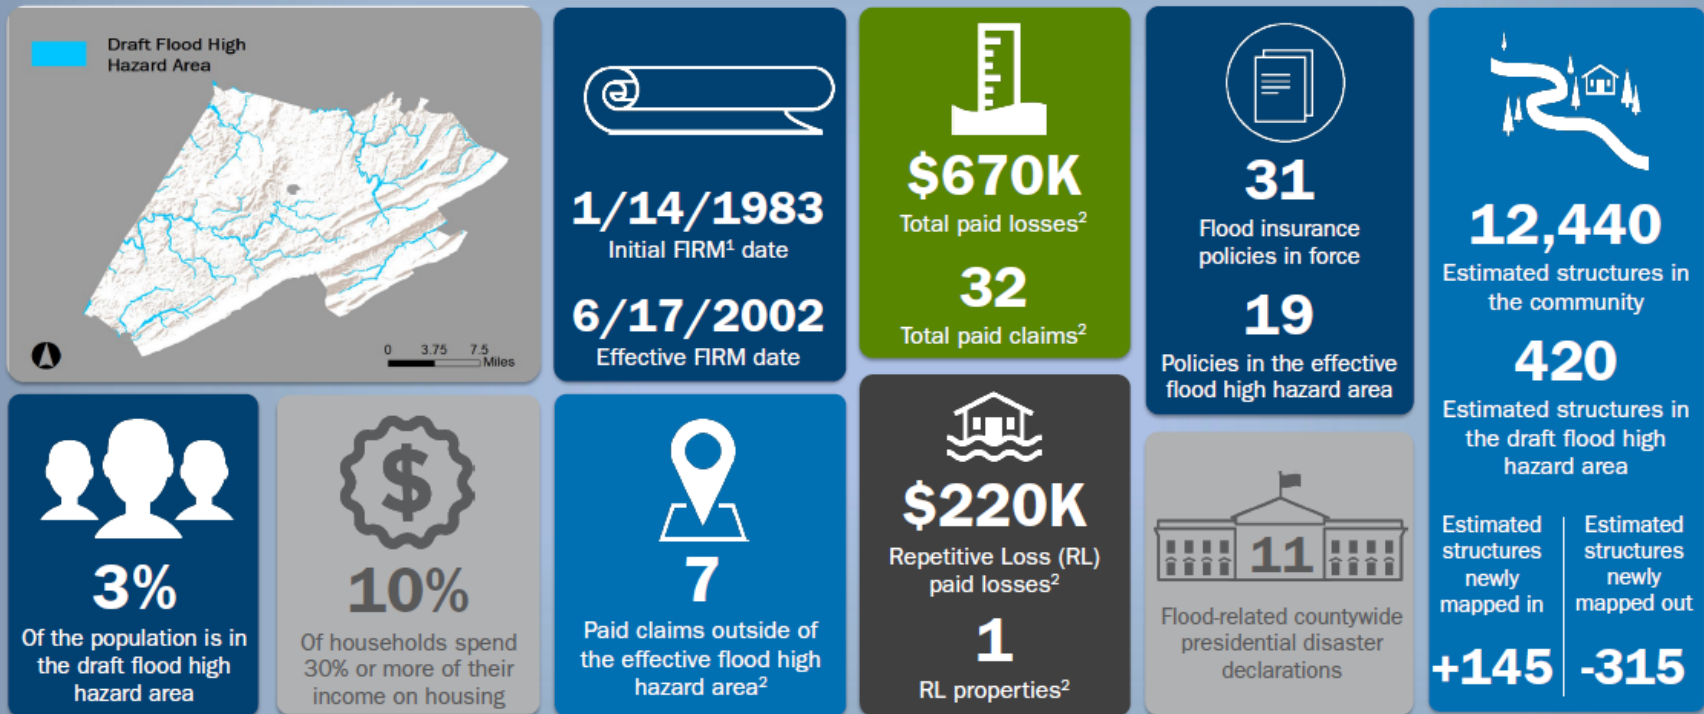 Draft Flood High
Hazard Area
0 3.75 7.5
Miles
1/14/1983
Initial FIRM¹ date
6/17/2002
Effective FIRM date
$670K
Total paid losses²
32
Total paid claims²
31
Flood insurance
policies in force
19
Policies in the effective
flood high hazard area
12,440
Estimated structures in
the community
420
Estimated structures in
the draft flood high
hazard area
Estimated
structures
newly
mapped in
+145
Estimated
structures
newly
mapped out
-315
3%
Of the population is in
the draft flood high
hazard area
$
10%
Of households spend
30% or more of their
income on housing
7
Paid claims outside of
the effective flood high
hazard area²
$220K
Repetitive Loss (RL)
paid losses²
1
RL properties²
11
Flood-related countywide
presidential disaster
declarations